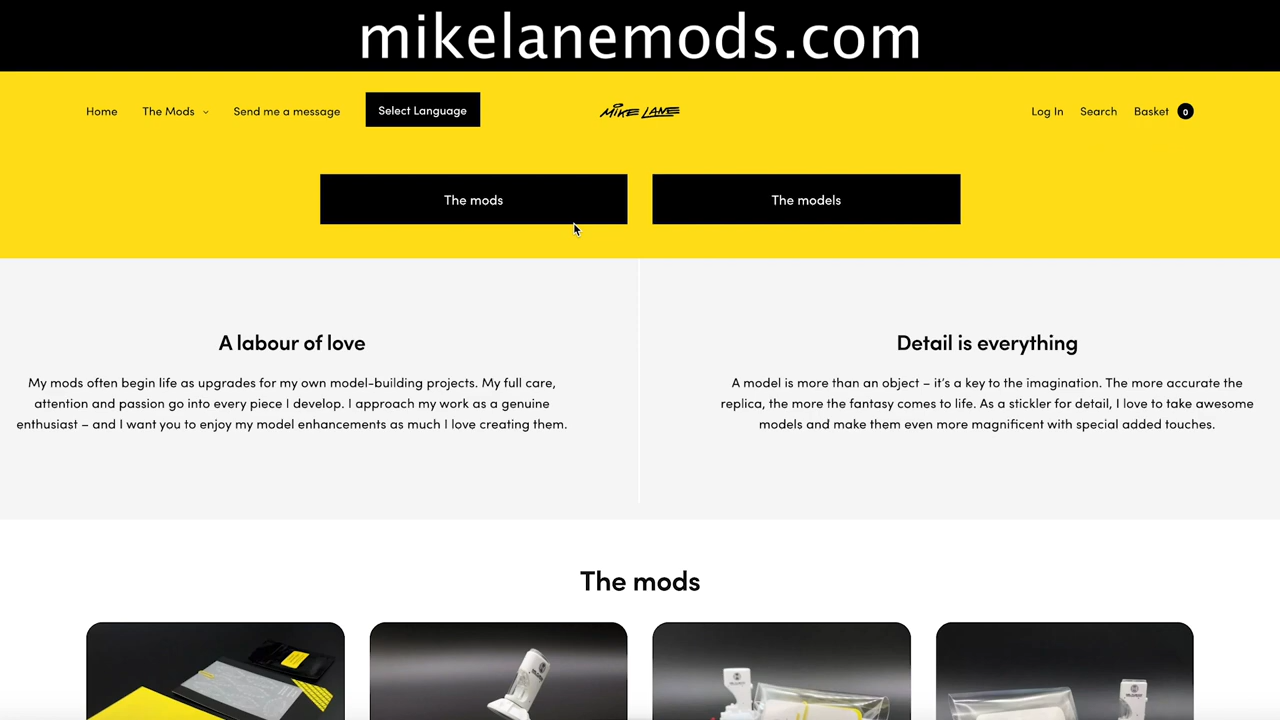 mikelanemods.com
Home
The Mods
Send me a message
Select Language
MIKE LANE
Log In
Search
Basket
0
The mods
The models
A labour of love
My mods often begin life as upgrades for my own model-building projects. My full care,
attention and passion go into every piece I develop. I approach my work as a genuine
enthusiast – and I want you to enjoy my model enhancements as much I love creating them.
Detail is everything
A model is more than an object – it's a key to the imagination. The more accurate the
replica, the more the fantasy comes to life. As a stickler for detail, I love to take awesome
models and make them even more magnificent with special added touches.
The mods